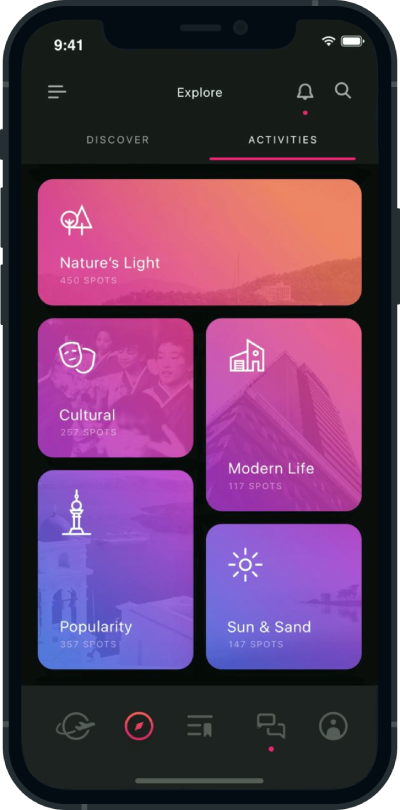 9:41
Explore
DISCOVER
ACTIVITIES
Nature's Light
450 SPOTS
Cultural
257 SPOTS
Modern Life
117 SPOTS
Popularity
357 SPOTS
Sun & Sand
147 SPOTS